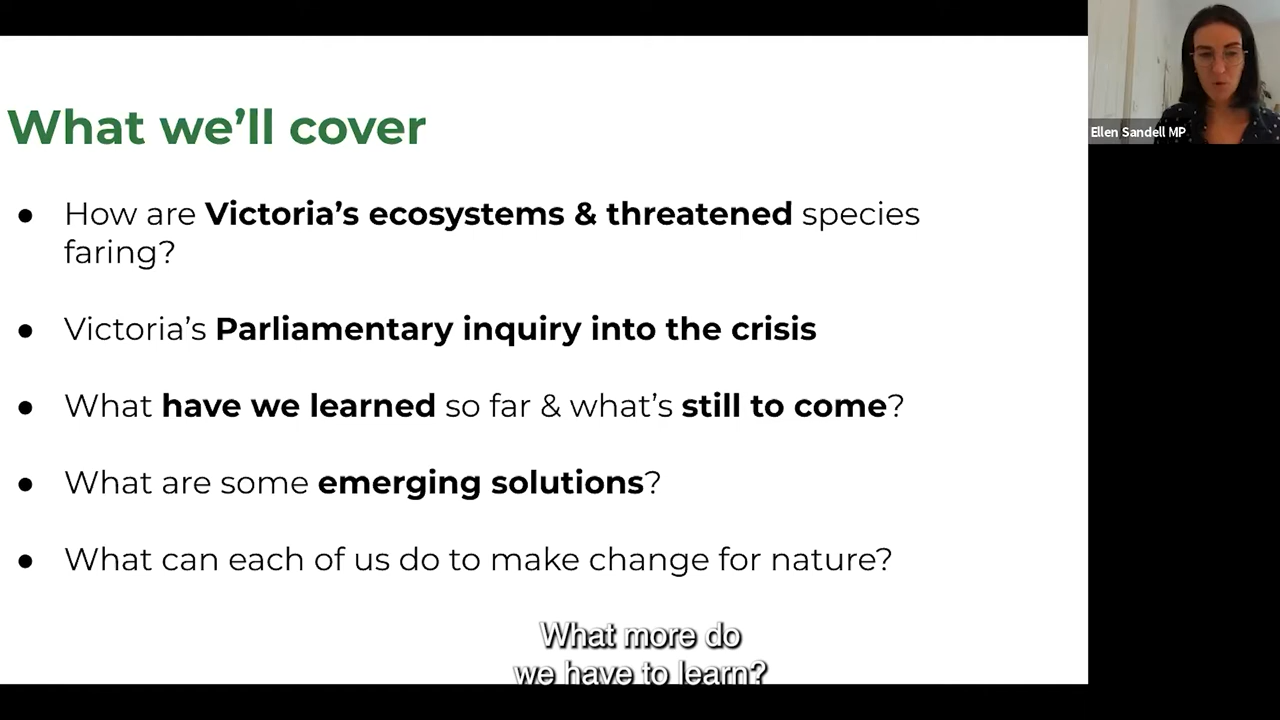 What we'll cover
Ellen Sandell MP
● How are Victoria's ecosystems & threatened species
faring?
● Victoria's Parliamentary inquiry into the crisis
● What have we learned so far & what's still to come?
● What are some emerging solutions?
● What can each of us do to make change for nature?
What more do
we have to learn?